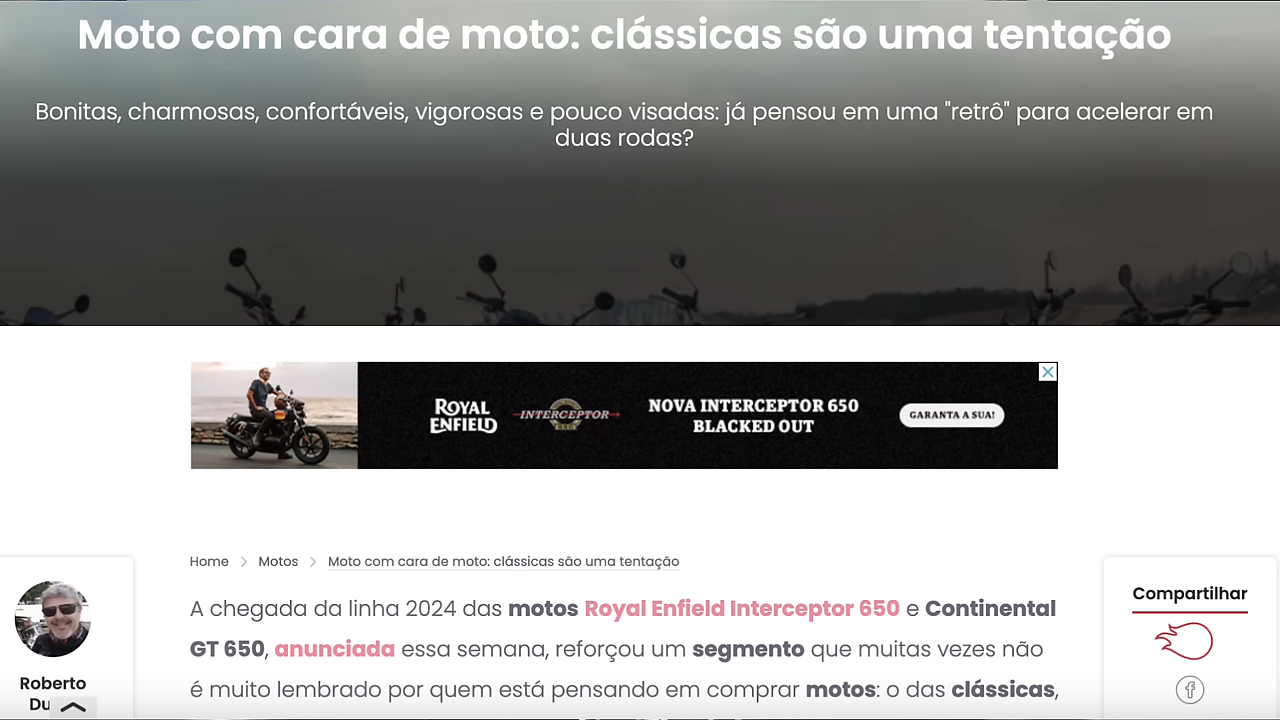 Moto com cara de moto: clássicas são uma tentação
Bonitas, charmosas, confortáveis, vigorosas e pouco visadas: já pensou em uma "retrô" para acelerar em
duas rodas?
ROYAL
ENFIELD
INTERCEPTOR
650
NOVA INTERCEPTOR 650
BLACKED OUT
GARANTA A SUA!
Home
Motos
Moto com cara de moto: clássicas são uma tentação
A chegada da linha 2024 das motos Royal Enfield Interceptor 650 e Continental
GT 650, anunciada essa semana, reforçou um segmento que muitas vezes não
é muito lembrado por quem está pensando em comprar motos: o das clássicas,
Roberto
Du
Compartilhar